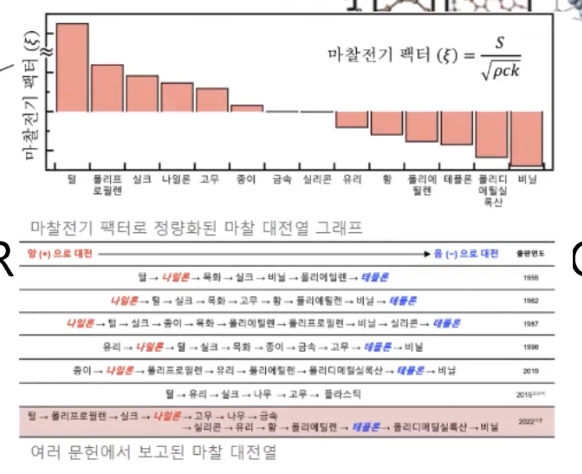 마찰전기 팩터 (ξ)
마찰전기 팩터 (ξ) = S / √ρck
털 폴리프로필렌 실크 나일론 고무 종이 금속 실리콘 유리 황 폴리에틸렌 테플론 폴리디메틸실록산 비닐
마찰전기 팩터로 정량화된 마찰 대전열 그래프
양 (+) 으로 대전 → 음 (−) 으로 대전 출판연도
털 → 나일론 → 목화 → 실크 → 비닐 → 폴리에틸렌 → 테플론 1955
나일론 → 털 → 실크 → 목화 → 고무 → 황 → 폴리에틸렌 → 비닐 → 테플론 1962
나일론 → 털 → 실크 → 종이 → 목화 → 폴리에틸렌 → 폴리프로필렌 → 비닐 → 실리콘 → 테플론 1987
유리 → 나일론 → 털 → 실크 → 목화 → 종이 → 금속 → 고무 → 테플론 → 비닐 1998
종이 → 나일론 → 폴리프로필렌 → 유리 → 폴리에틸렌 → 폴리디메틸실록산 → 테플론 → 비닐 2019
털 → 유리 → 실크 → 나무 → 고무 → 플라스틱 2015
털 → 폴리프로필렌 → 실크 → 나일론 → 고무 → 나무 → 금속
→ 실리콘 → 유리 → 황 → 폴리에틸렌 → 테플론 → 폴리디메틸실록산 → 비닐 2022
여러 문헌에서 보고된 마찰 대전열